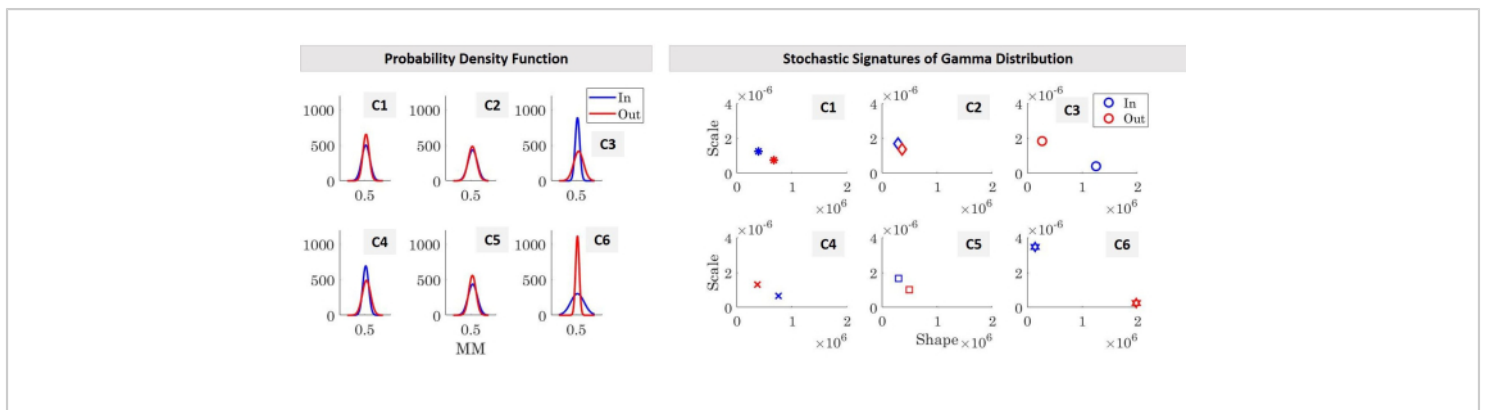 Probability Density Function
Stochastic Signatures of Gamma Distribution
1000
500
0
0.5
C1
1000
500
0
0.5
C2
1000
500
0
0.5
In
Out
C3
1000
500
0
0.5
C4
1000
500
0
0.5
MM
C5
1000
500
0
0.5
C6
×10⁻⁶
4
2
0
Scale
0 1 2
×10⁶
C1
×10⁻⁶
4
2
0
0 1 2
×10⁶
C2
×10⁻⁶
4
2
0
0 1 2
×10⁶
C3
In
Out
×10⁻⁶
4
2
0
Scale
0 1 2
×10⁶
C4
×10⁻⁶
4
2
0
0 1 2
Shape ×10⁶
C5
×10⁻⁶
4
2
0
0 1 2
×10⁶
C6